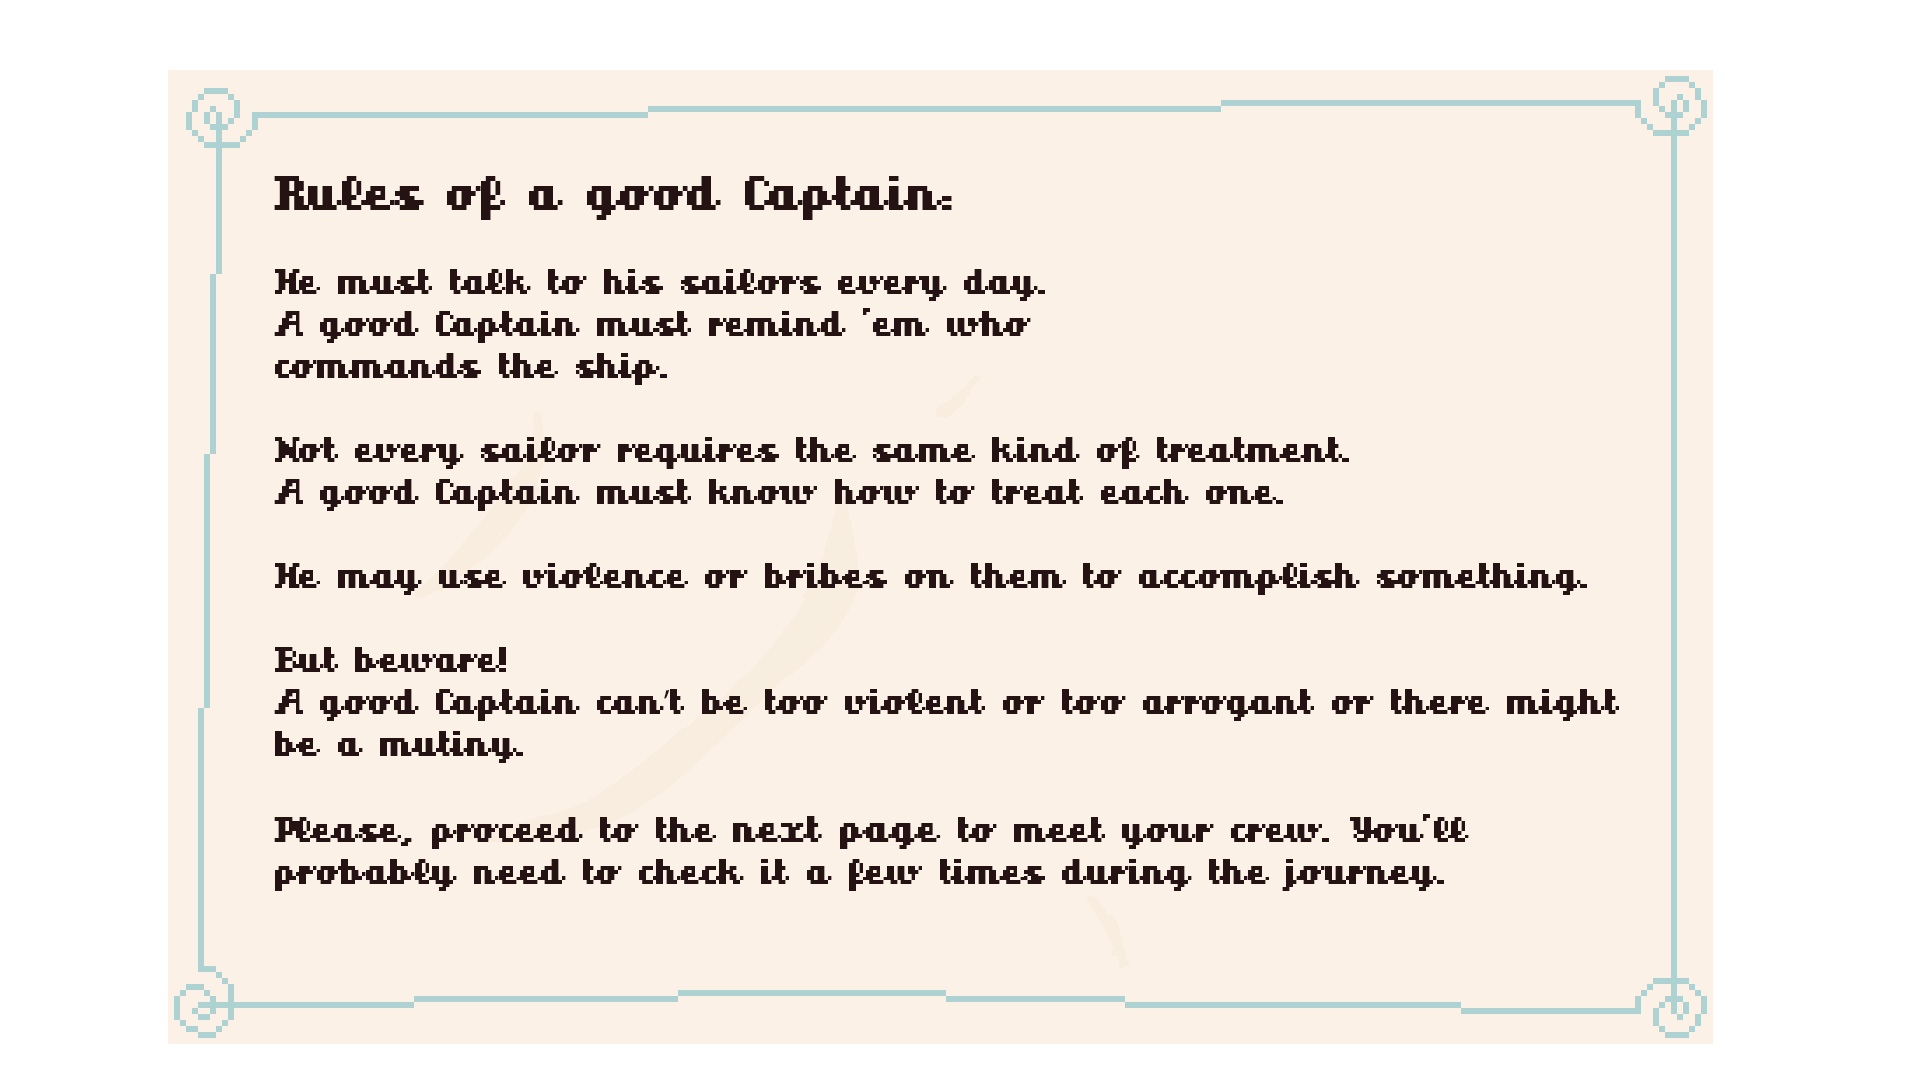 Rules of a good Captain:
He must talk to his sailors every day.
A good Captain must remind 'em who
commands the ship.
Not every sailor requires the same kind of treatment.
A good Captain must know how to treat each one.
He may use violence or bribes on them to accomplish something.
But beware!
A good Captain can't be too violent or too arrogant or there might
be a mutiny.
Please, proceed to the next page to meet your crew. You'll
probably need to check it a few times during the journey.